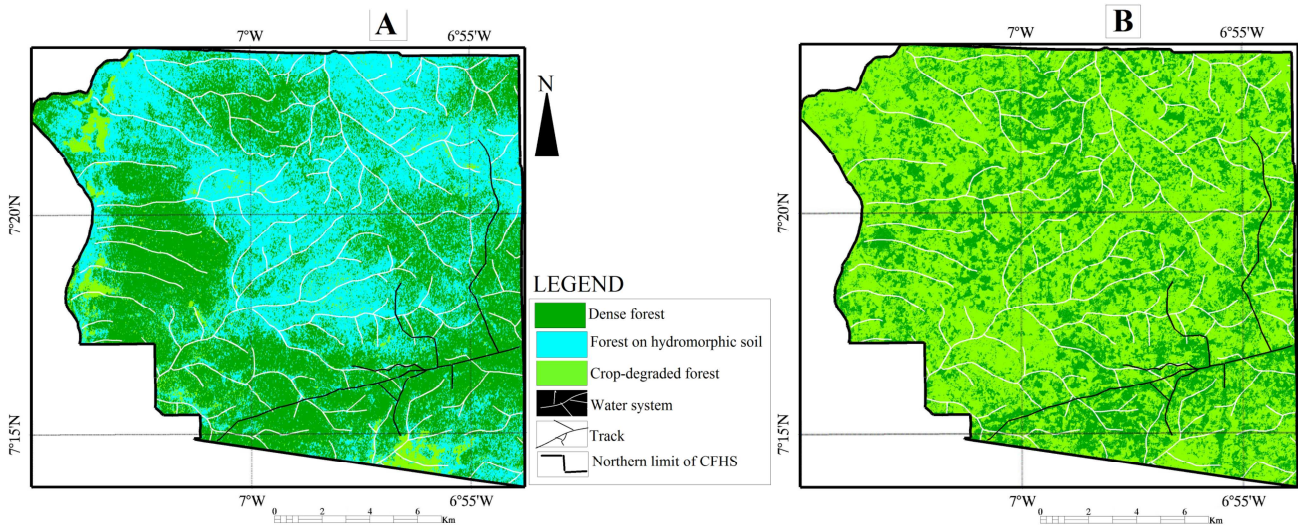 A
7°W
6°55'W
N
7°20'N
7°15'N
7°W
6°55'W
0 2 4 6
Km
LEGEND
Dense forest
Forest on hydromorphic soil
Crop-degraded forest
Water system
Track
Northern limit of CFHS
B
7°W
6°55'W
7°20'N
7°15'N
7°W
6°55'W
0 2 4 6
Km